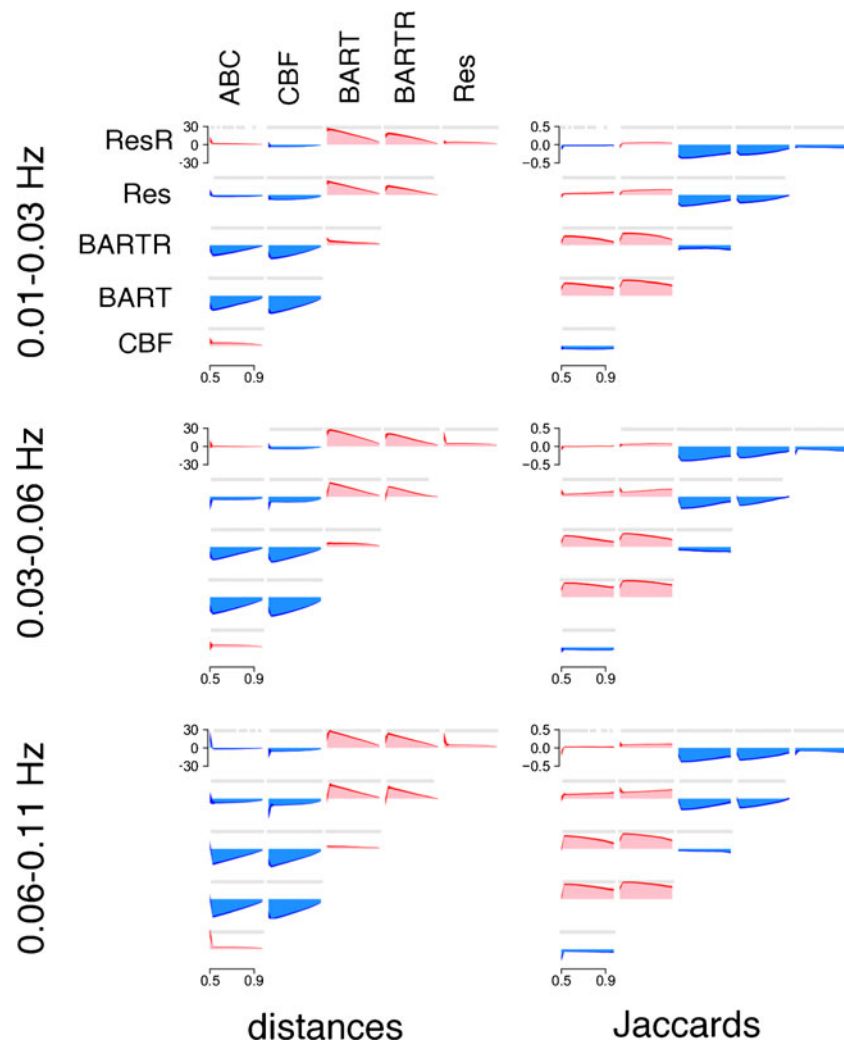 ABC CBF BART BARTR Res
0.01-0.03 Hz
ResR 30 0.5
0 0.0
-30 −0.5
Res
BARTR
BART
CBF
0.5 0.9 0.5 0.9
0.03-0.06 Hz
30 0.5
0 0.0
-30 −0.5
0.5 0.9 0.5 0.9
0.06-0.11 Hz
30 0.5
0 0.0
-30 −0.5
0.5 0.9 0.5 0.9
distances Jaccards